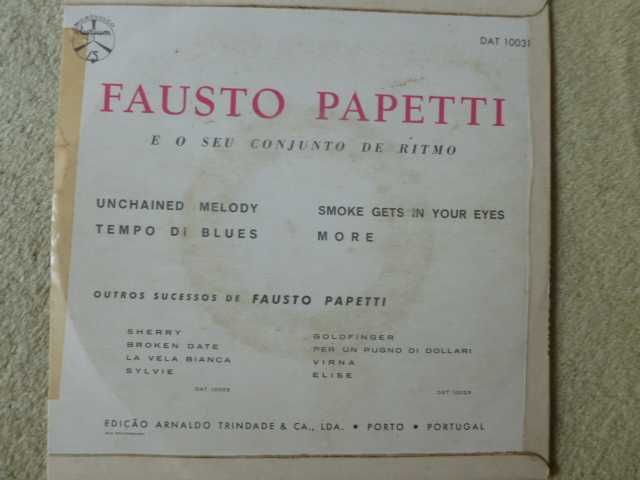 DAT 10031
FAUSTO PAPETTI
E O SEU CONJUNTO DE RITMO
UNCHAINED MELODY
TEMPO DI BLUES
SMOKE GETS IN YOUR EYES
MORE
OUTROS SUCESSOS DE FAUSTO PAPETTI
SHERRY
BROKEN DATE
LA VELA BIANCA
SYLVIE
GOLDFINGER
PER UN PUGNO DI DOLLARI
VIRNA
ELISE
EDIÇÃO ARNALDO TRINDADE & CA., LDA. • PORTO • PORTUGAL